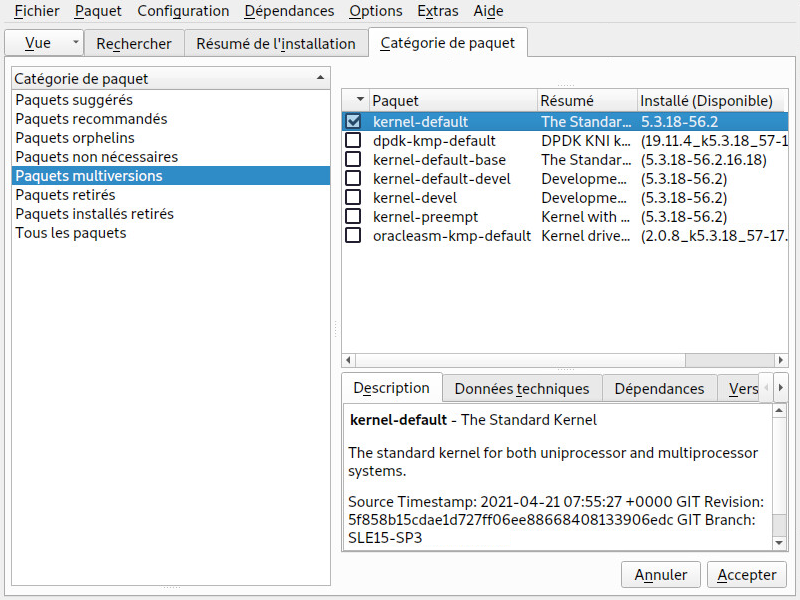 Fichier Paquet Configuration Dépendances Options Extras Aide
Vue Rechercher Résumé de l'installation Catégorie de paquet
Catégorie de paquet
Paquets suggérés
Paquets recommandés
Paquets orphelins
Paquets non nécessaires
Paquets multiversions
Paquets retirés
Paquets installés retirés
Tous les paquets
Paquet Résumé Installé (Disponible)
kernel-default The Standar... 5.3.18-56.2
dpdk-kmp-default DPDK KNI k... (19.11.4_k5.3.18_57-1
kernel-default-base The Standar... (5.3.18-56.2.16.18)
kernel-default-devel Developme... (5.3.18-56.2)
kernel-devel Developme... (5.3.18-56.2)
kernel-preempt Kernel with ... (5.3.18-56.2)
oracleasm-kmp-default Kernel drive... (2.0.8_k5.3.18_57-17.
Description Données techniques Dépendances Vers
kernel-default - The Standard Kernel
The standard kernel for both uniprocessor and multiprocessor
systems.
Source Timestamp: 2021-04-21 07:55:27 +0000 GIT Revision:
5f858b15cdae1d727ff06ee88668408133906edc GIT Branch:
SLE15-SP3
Annuler Accepter